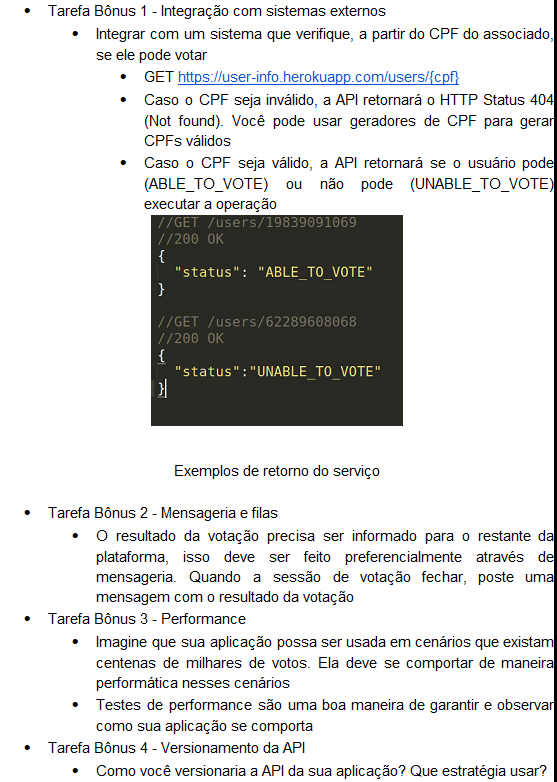 • Tarefa Bônus 1 - Integração com sistemas externos
• Integrar com um sistema que verifique, a partir do CPF do associado,
se ele pode votar
• GET https://user-info.herokuapp.com/users/{cpf}
• Caso o CPF seja inválido, a API retornará o HTTP Status 404
(Not found). Você pode usar geradores de CPF para gerar
CPFs válidos
• Caso o CPF seja válido, a API retornará se o usuário pode
(ABLE_TO_VOTE) ou não pode (UNABLE_TO_VOTE)
executar a operação
//GET /users/19839091069
//200 OK
{
"status": "ABLE_TO_VOTE"
}
//GET /users/62289608068
//200 OK
{
"status":"UNABLE_TO_VOTE"
}
Exemplos de retorno do serviço
• Tarefa Bônus 2 - Mensageria e filas
• O resultado da votação precisa ser informado para o restante da
plataforma, isso deve ser feito preferencialmente através de
mensageria. Quando a sessão de votação fechar, poste uma
mensagem com o resultado da votação
• Tarefa Bônus 3 - Performance
• Imagine que sua aplicação possa ser usada em cenários que existam
centenas de milhares de votos. Ela deve se comportar de maneira
performática nesses cenários
• Testes de performance são uma boa maneira de garantir e observar
como sua aplicação se comporta
• Tarefa Bônus 4 - Versionamento da API
• Como você versionaria a API da sua aplicação? Que estratégia usar?